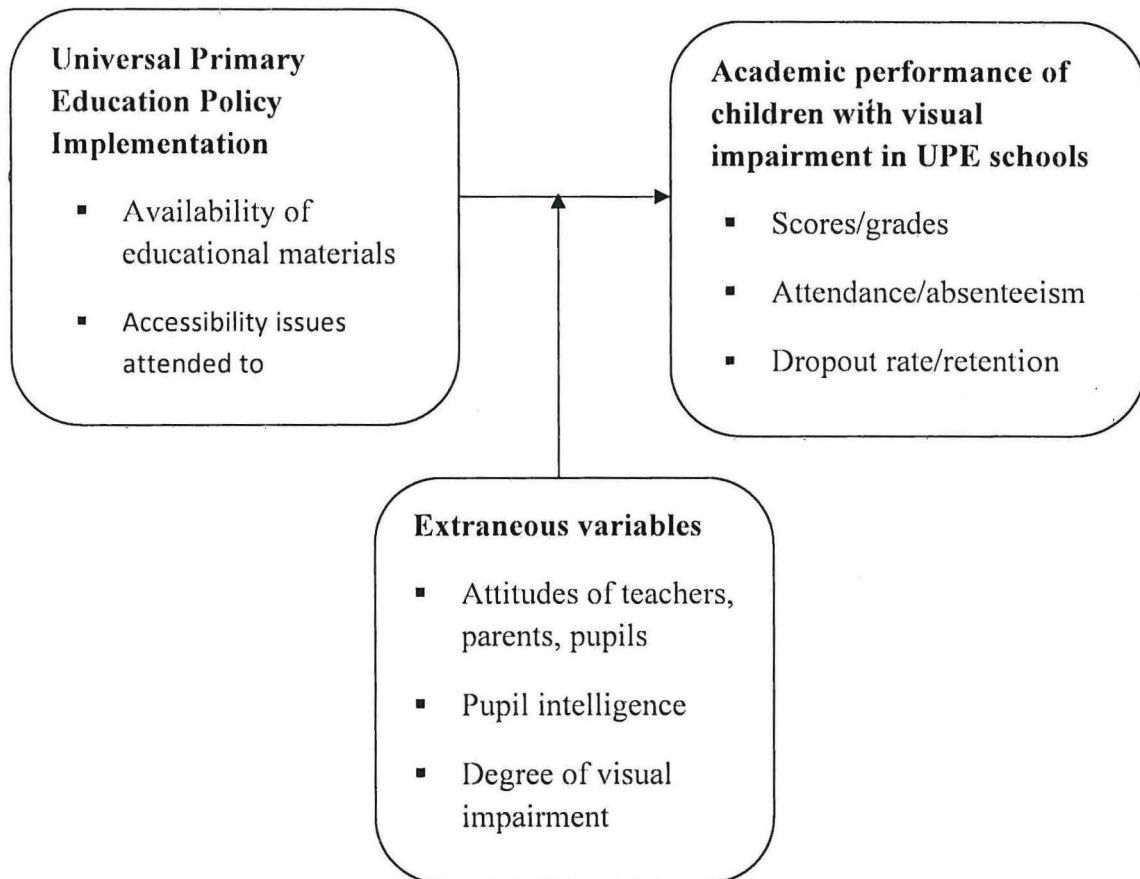 Universal Primary
Education Policy
Implementation
▪ Availability of
educational materials
▪ Accessibility issues
attended to
Academic performance of
children with visual
impairment in UPE schools
▪ Scores/grades
▪ Attendance/absenteeism
▪ Dropout rate/retention
Extraneous variables
▪ Attitudes of teachers,
parents, pupils
▪ Pupil intelligence
▪ Degree of visual
impairment